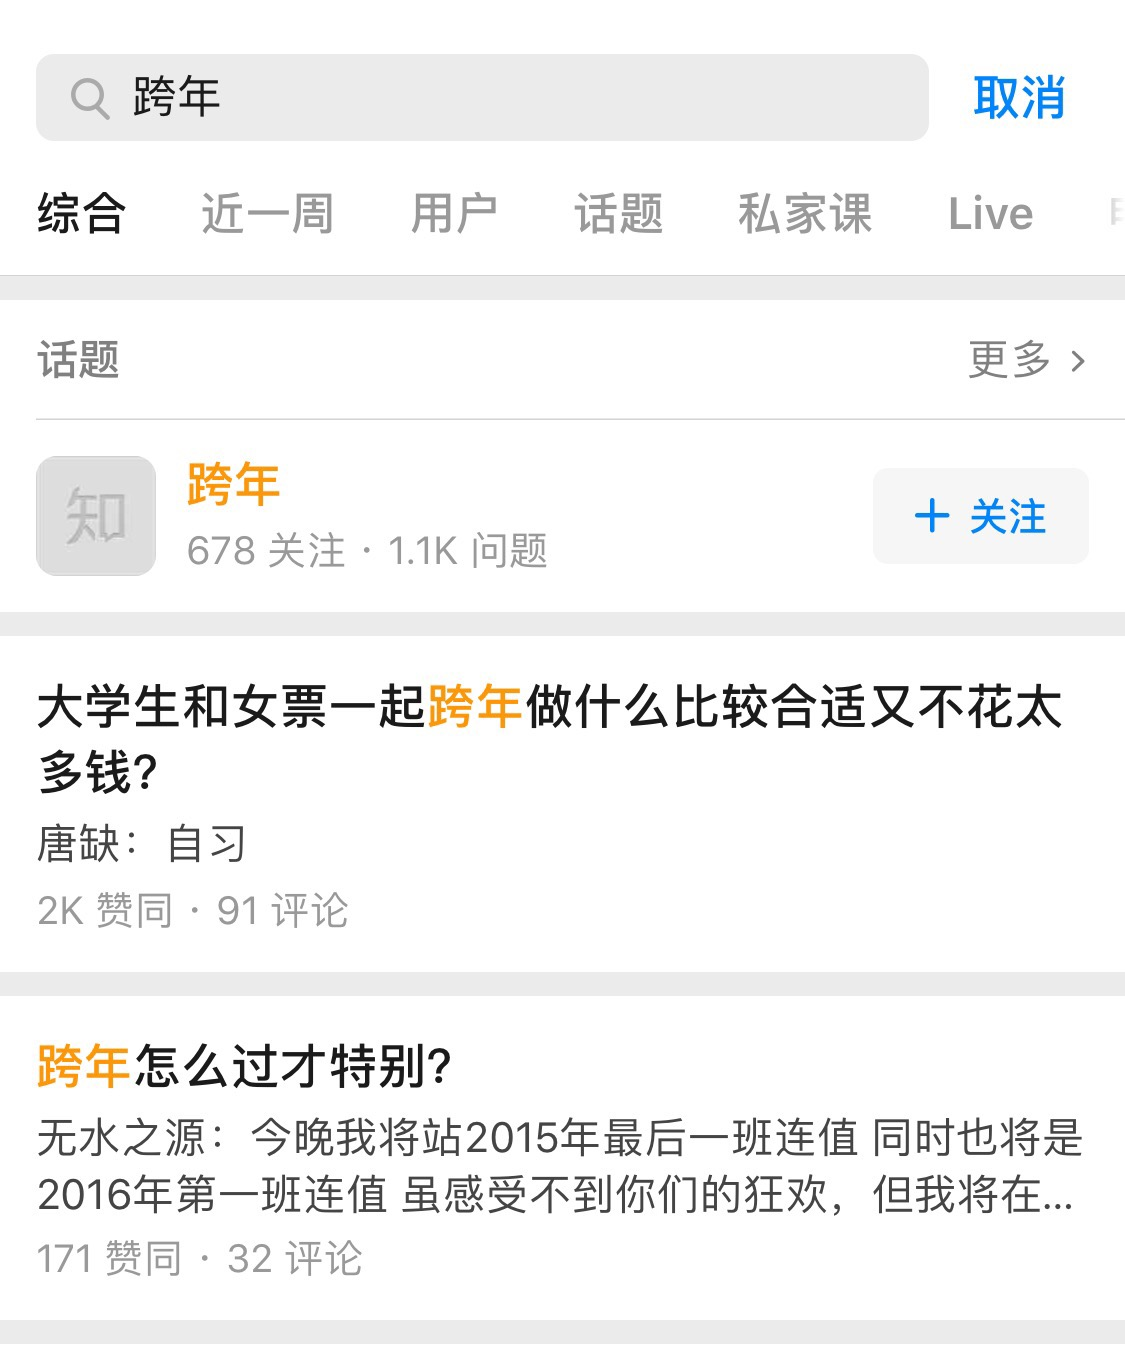 跨年
取消
综合 近一周 用户 话题 私家课 Live
话题
更多 >
知
跨年
678 关注 · 1.1K 问题
+ 关注
大学生和女票一起跨年做什么比较合适又不花太
多钱?
唐缺：自习
2K 赞同 · 91 评论
跨年怎么过才特别?
无水之源：今晚我将站2015年最后一班连值 同时也将是
2016年第一班连值 虽感受不到你们的狂欢，但我将在...
171 赞同 · 32 评论